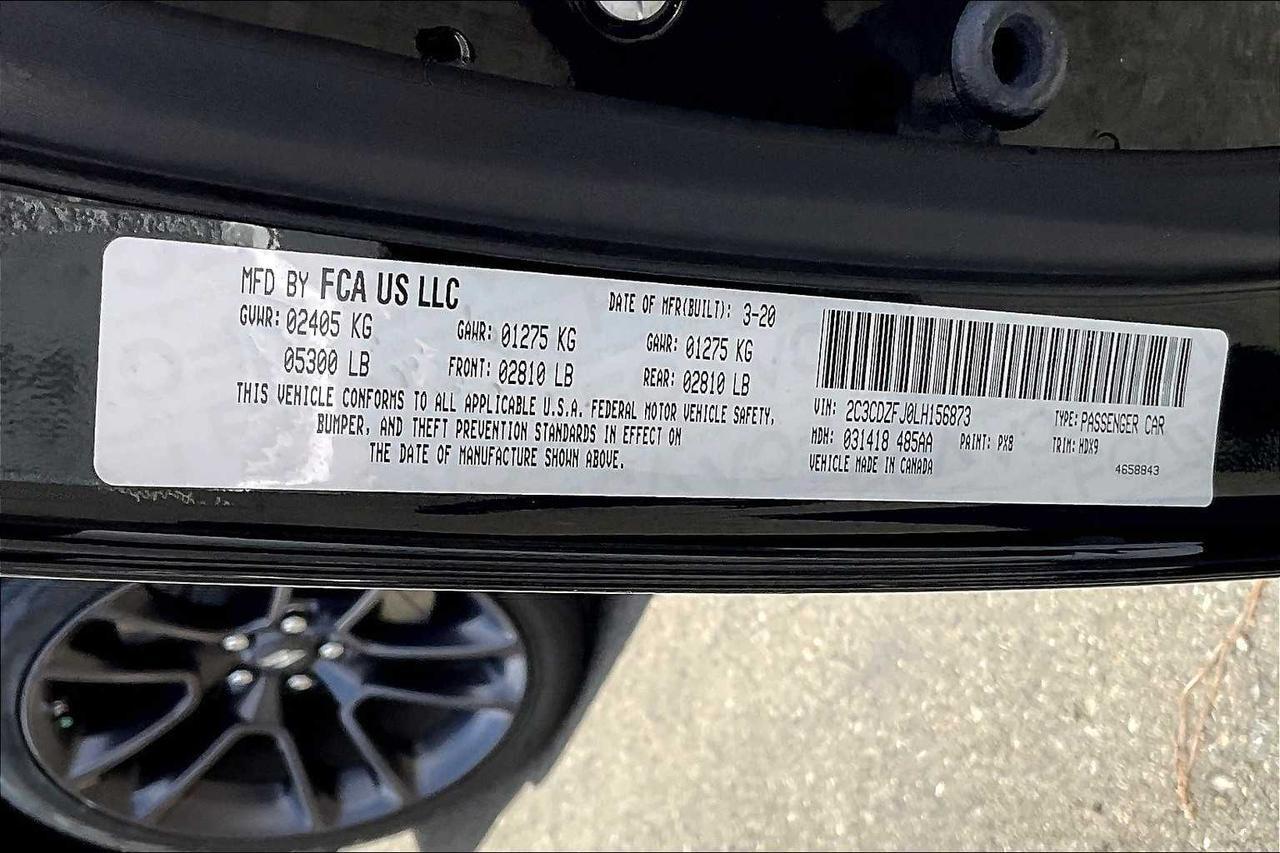 MFD BY FCA US LLC
DATE OF MFR(BUILT): 3-20
GVWR: 02405 KG
05300 LB
GAWR: 01275 KG
FRONT: 02810 LB
GAWR: 01275 KG
REAR: 02810 LB
THIS VEHICLE CONFORMS TO ALL APPLICABLE U.S.A. FEDERAL MOTOR VEHICLE SAFETY,
BUMPER, AND THEFT PREVENTION STANDARDS IN EFFECT ON
THE DATE OF MANUFACTURE SHOWN ABOVE.
VIN: 2C3CDZFJ0LH156873
TYPE: PASSENGER CAR
MDH: 031418 485AA
PAINT: PX8
TRIM: HDX9
VEHICLE MADE IN CANADA
4658843